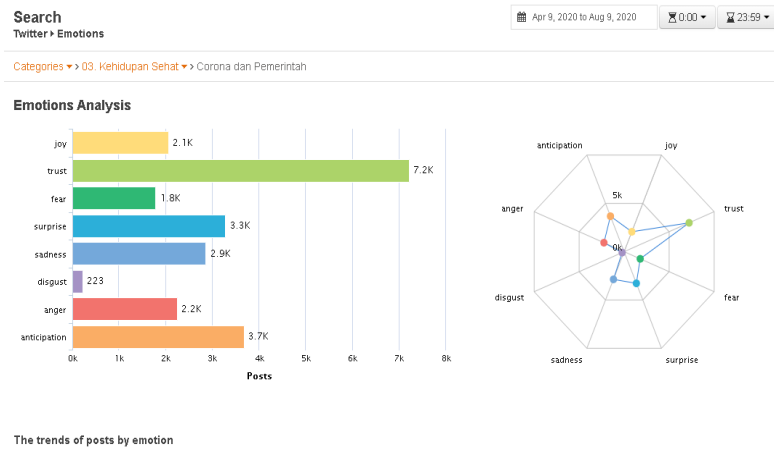 Search
Twitter Emotions
Apr 9, 2020 to Aug 9, 2020
0:00
23:59
Categories > 03. Kehidupan Sehat > Corona dan Pemerintah
Emotions Analysis
joy 2.1K
trust 7.2K
fear 1.8K
surprise 3.3K
sadness 2.9K
disgust 223
anger 2.2K
anticipation 3.7K
0k 1k 2k 3k 4k 5k 6k 7k 8k
Posts
anticipation joy
5k
anger trust
0k
disgust fear
sadness surprise
The trends of posts by emotion